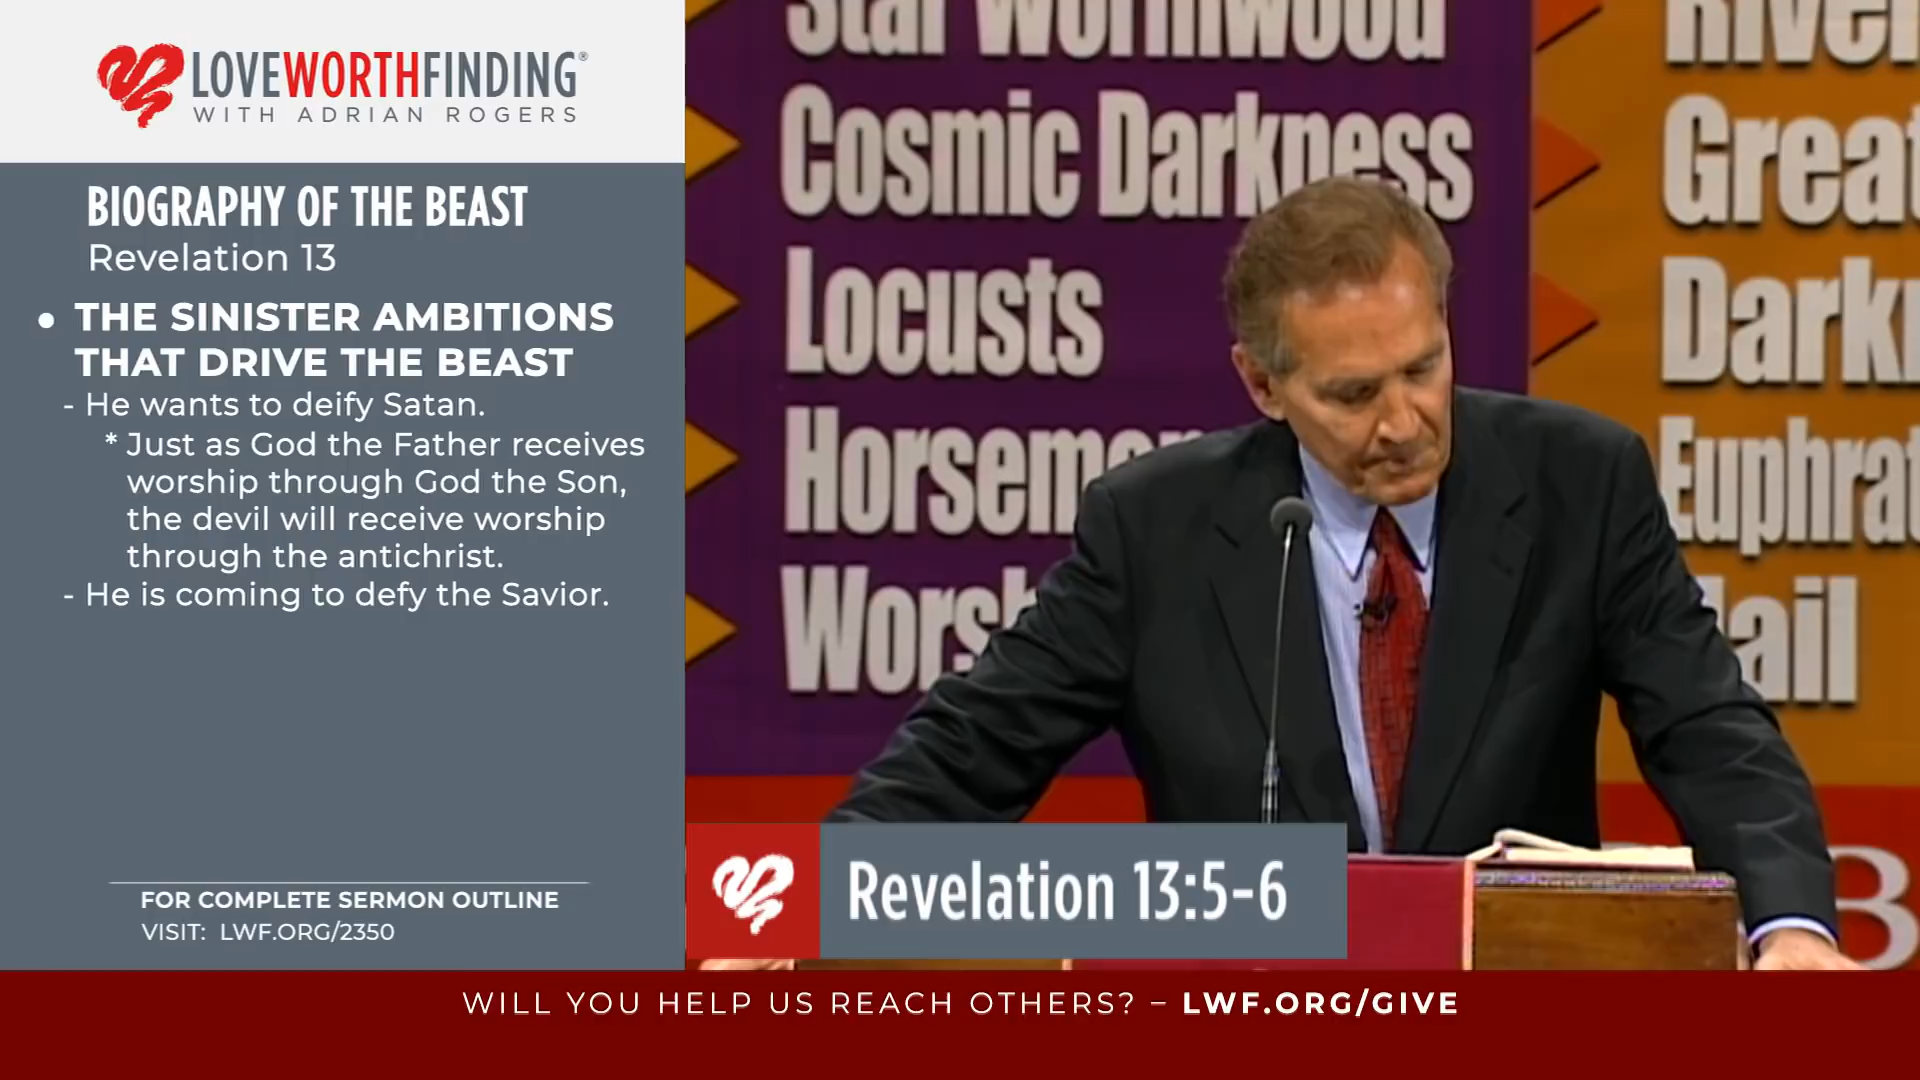 LOVEWORTHFINDING®
WITH ADRIAN ROGERS
BIOGRAPHY OF THE BEAST
Revelation 13
• THE SINISTER AMBITIONS
THAT DRIVE THE BEAST
- He wants to deify Satan.
* Just as God the Father receives
worship through God the Son,
the devil will receive worship
through the antichrist.
- He is coming to defy the Savior.
FOR COMPLETE SERMON OUTLINE
VISIT: LWF.ORG/2350
Star Wormwood
Cosmic Darkness
Locusts
Revelation 13:5-6
WILL YOU HELP US REACH OTHERS? – LWF.ORG/GIVE